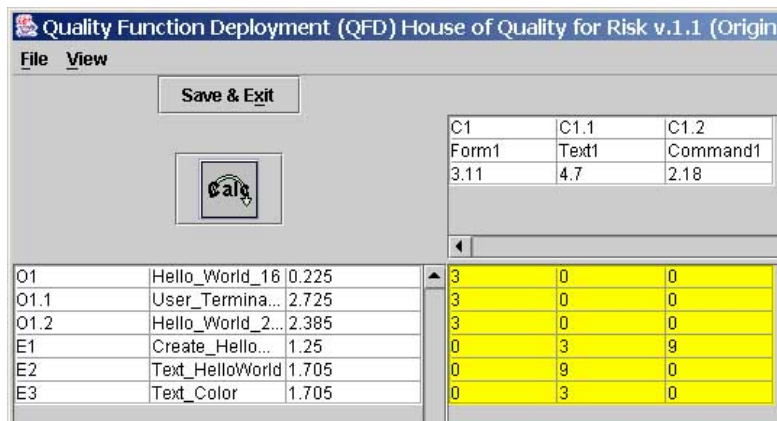 Quality Function Deployment (QFD) House of Quality for Risk v.1.1 (Origin
File View
Save & Exit
C1 C1.1 C1.2
Form1 Text1 Command1
3.11 4.7 2.18
Calc
O1 Hello_World_16 0.225 3 0 0
O1.1 User_Termina... 2.725 3 0 0
O1.2 Hello_World_2... 2.385 3 0 0
E1 Create_Hello... 1.25 0 3 9
E2 Text_HelloWorld 1.705 0 9 0
E3 Text_Color 1.705 0 3 0